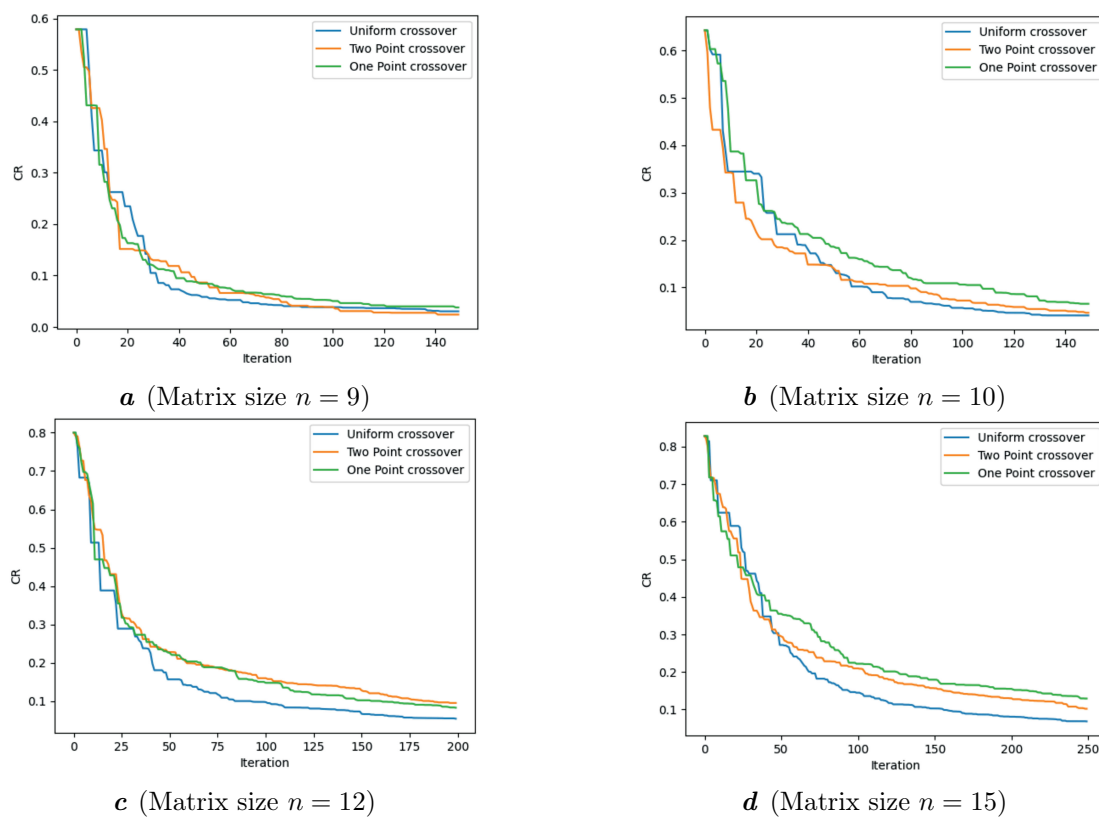 0.6
0.5
0.4
0.3
0.2
0.1
0.0
CR
0 20 40 60 80 100 120 140
Iteration
Uniform crossover
Two Point crossover
One Point crossover
a (Matrix size n = 9)
0.6
0.5
0.4
0.3
0.2
0.1
CR
0 20 40 60 80 100 120 140
Iteration
Uniform crossover
Two Point crossover
One Point crossover
b (Matrix size n = 10)
0.8
0.7
0.6
0.5
0.4
0.3
0.2
0.1
CR
0 25 50 75 100 125 150 175 200
Iteration
Uniform crossover
Two Point crossover
One Point crossover
c (Matrix size n = 12)
0.8
0.7
0.6
0.5
0.4
0.3
0.2
0.1
CR
0 50 100 150 200 250
Iteration
Uniform crossover
Two Point crossover
One Point crossover
d (Matrix size n = 15)